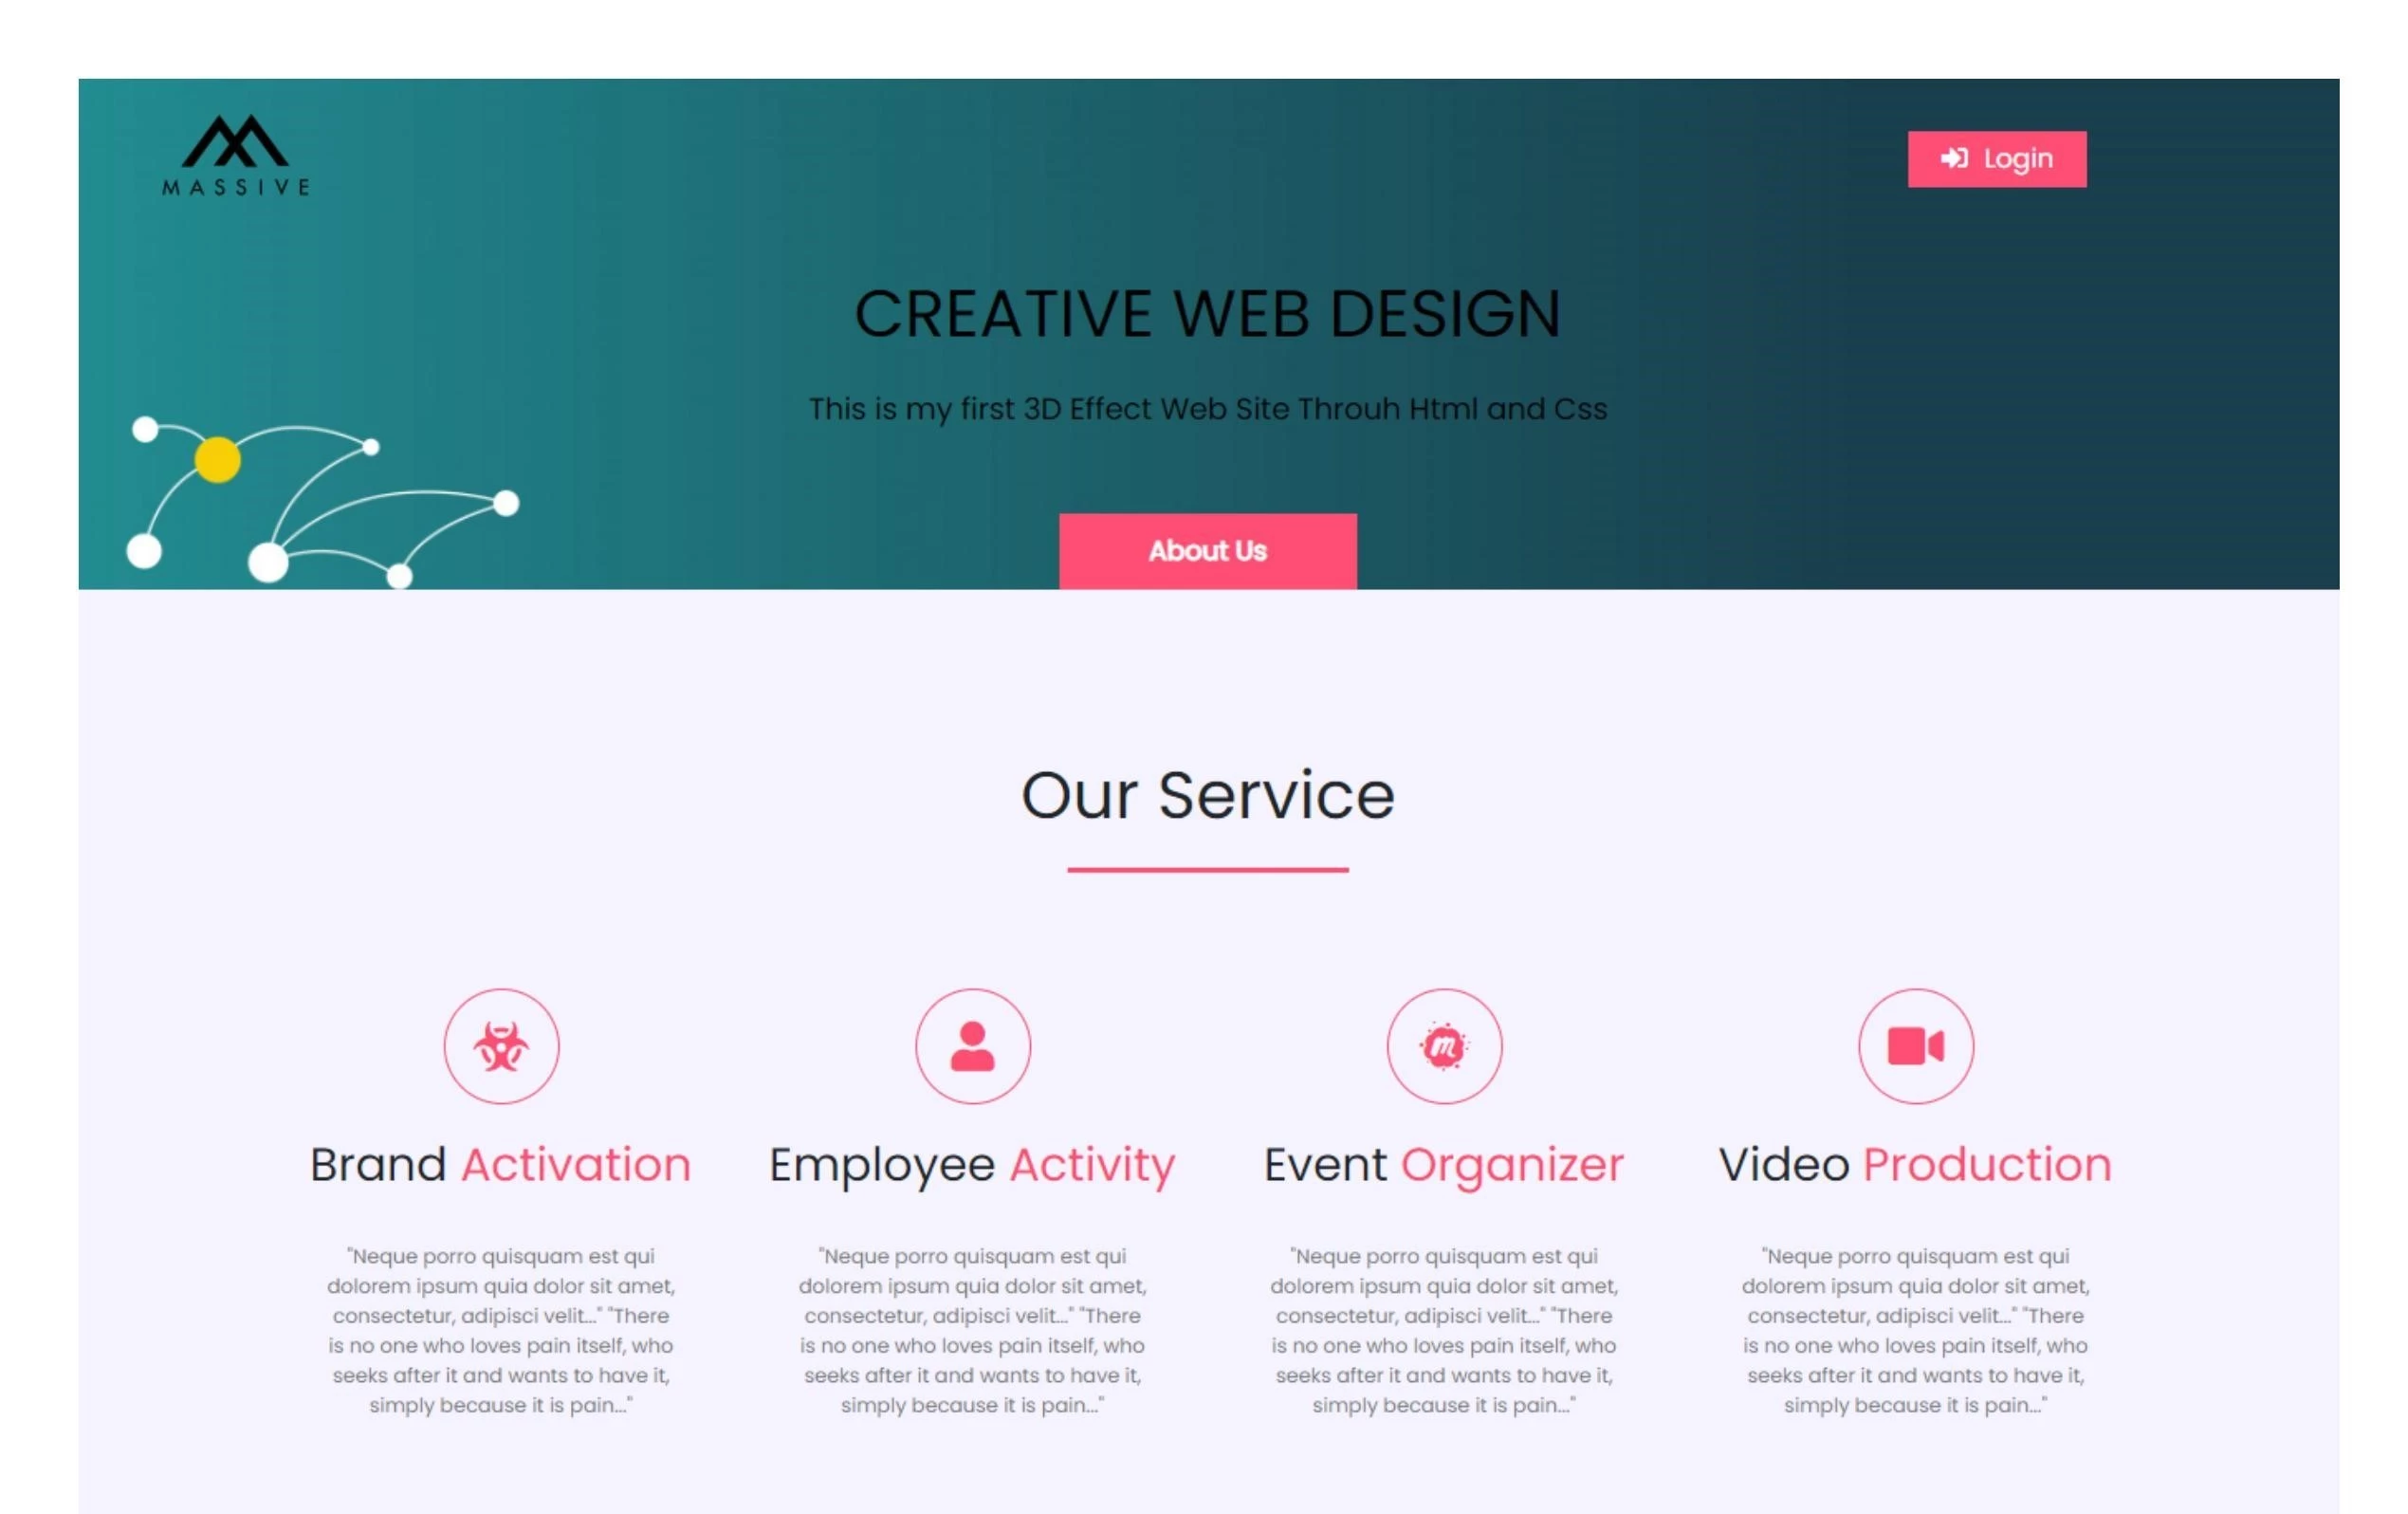 MASSIVE
Login
CREATIVE WEB DESIGN
This is my first 3D Effect Web Site Throuh Html and Css
About Us
Our Service
Brand Activation
"Neque porro quisquam est qui
dolorem ipsum quia dolor sit amet,
consectetur, adipisci velit..." "There
is no one who loves pain itself, who
seeks after it and wants to have it,
simply because it is pain..."
Employee Activity
"Neque porro quisquam est qui
dolorem ipsum quia dolor sit amet,
consectetur, adipisci velit..." "There
is no one who loves pain itself, who
seeks after it and wants to have it,
simply because it is pain..."
Event Organizer
"Neque porro quisquam est qui
dolorem ipsum quia dolor sit amet,
consectetur, adipisci velit..." "There
is no one who loves pain itself, who
seeks after it and wants to have it,
simply because it is pain..."
Video Production
"Neque porro quisquam est qui
dolorem ipsum quia dolor sit amet,
consectetur, adipisci velit..." "There
is no one who loves pain itself, who
seeks after it and wants to have it,
simply because it is pain..."